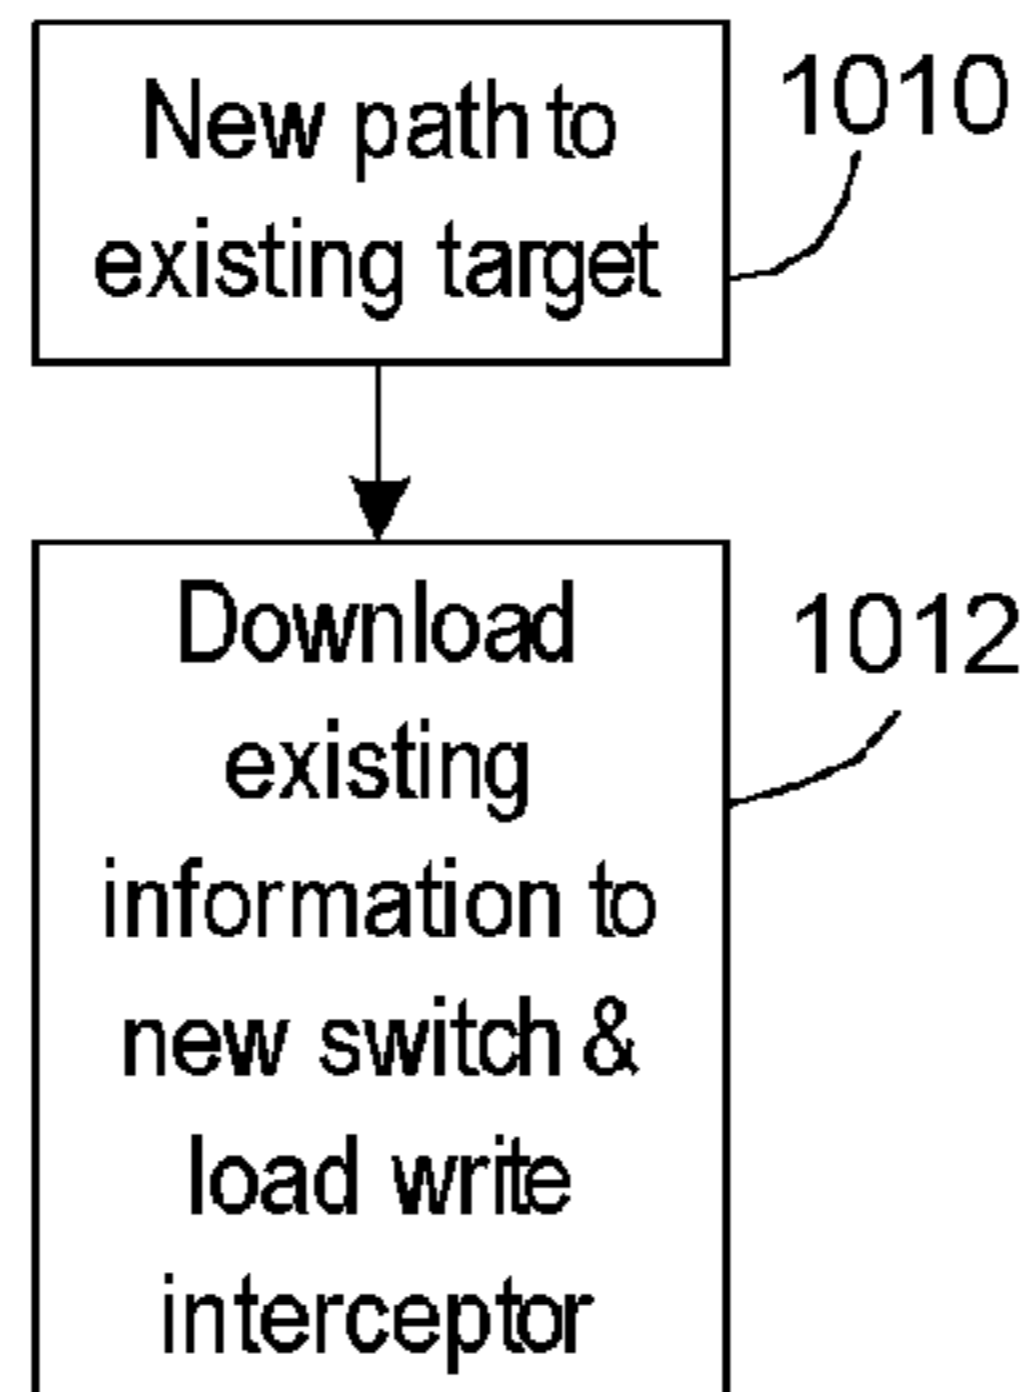 New path to
existing target
1010
Download
existing
information to
new switch &
load write
interceptor
1012